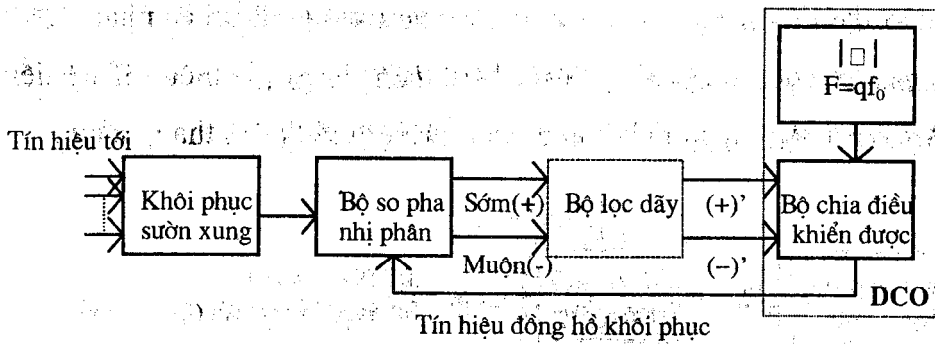 F=qf₀
Tín hiệu tới
Khôi phục
sườn xung
Bộ so pha
nhị phân
Sớm(+)
Muộn(-)
Bộ lọc dãy
(+)’
(–)’
Bộ chia điều
khiển được
DCO
Tín hiệu đồng hồ khôi phục